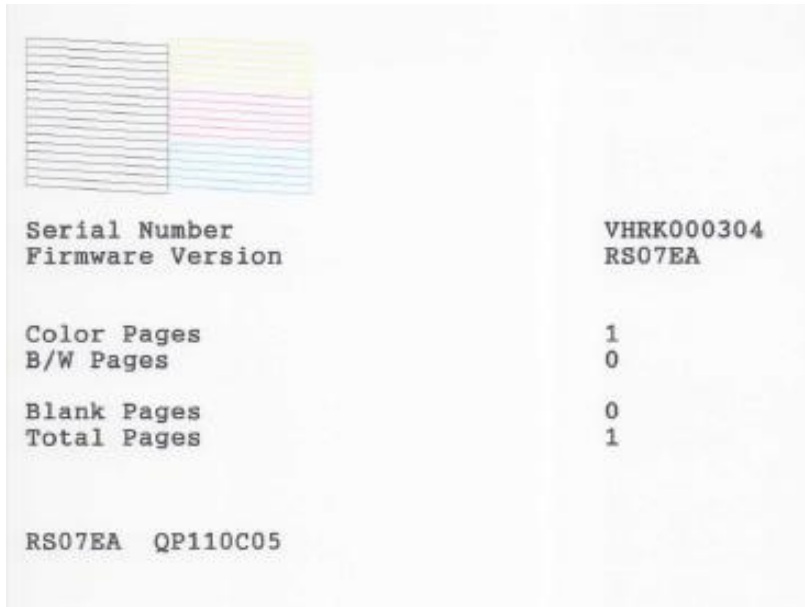 Serial Number VHRK000304
Firmware Version RS07EA
Color Pages 1
B/W Pages 0
Blank Pages 0
Total Pages 1
RS07EA QP110C05